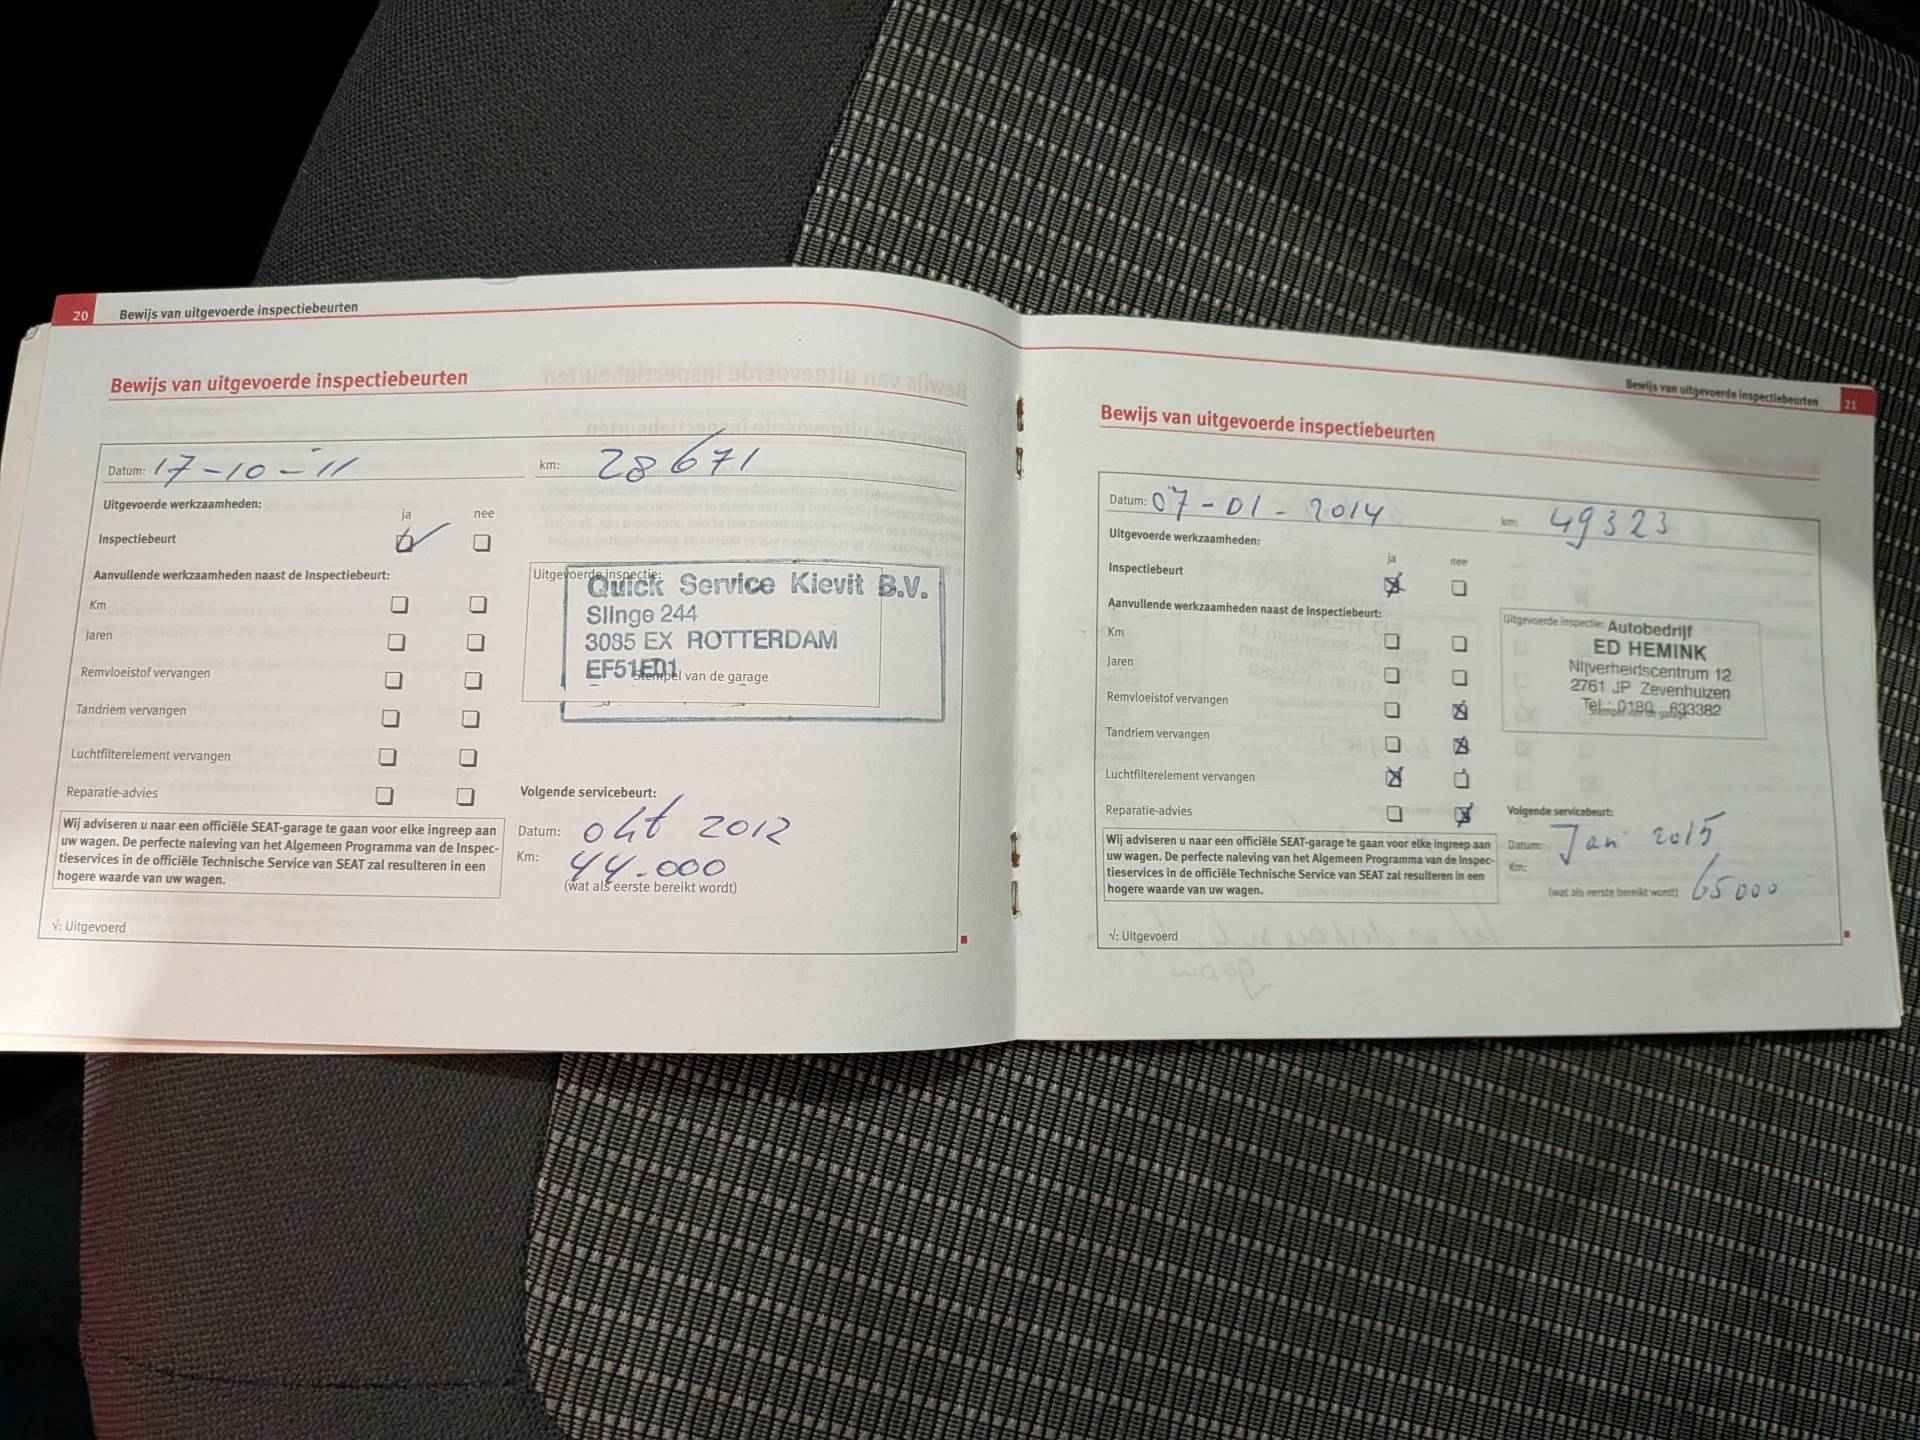 20 Bewijs van uitgevoerde inspectiebeurten
Bewijs van uitgevoerde inspectiebeurten
Datum: 17-10-11 km: 28671
Uitgevoerde werkzaamheden:
ja nee
Inspectiebeurt
Aanvullende werkzaamheden naast de Inspectiebeurt:
Km
Jaren
Remvloeistof vervangen
Tandriem vervangen
Luchtfilterelement vervangen
Reparatie-advies
Uitgevoerde inspectie:
Quick Service Kievit B.V.
Slinge 244
3085 EX ROTTERDAM
EF51E01
Stempel van de garage
Volgende servicebeurt:
Datum: okt 2012
Km: 44.000
(wat als eerste bereikt wordt)
Wij adviseren u naar een officiële SEAT-garage te gaan voor elke ingreep aan
uw wagen. De perfecte naleving van het Algemeen Programma van de Inspec-
tieservices in de officiële Technische Service van SEAT zal resulteren in een
hogere waarde van uw wagen.
√: Uitgevoerd
Bewijs van uitgevoerde inspectiebeurten 21
Bewijs van uitgevoerde inspectiebeurten
Datum: 07-01-2014 km: 49323
Uitgevoerde werkzaamheden:
ja nee
Inspectiebeurt
Aanvullende werkzaamheden naast de Inspectiebeurt:
Km
Jaren
Remvloeistof vervangen
Tandriem vervangen
Luchtfilterelement vervangen
Reparatie-advies
Uitgevoerde inspectie:
Autobedrijf
ED HEMINK
Nijverheidscentrum 12
2761 JP Zevenhuizen
Tel.: 0180 - 633382
Stempel van de garage
Volgende servicebeurt:
Datum: Jan 2015
Km: 65000
(wat als eerste bereikt wordt)
Wij adviseren u naar een officiële SEAT-garage te gaan voor elke ingreep aan
uw wagen. De perfecte naleving van het Algemeen Programma van de Inspec-
tieservices in de officiële Technische Service van SEAT zal resulteren in een
hogere waarde van uw wagen.
√: Uitgevoerd